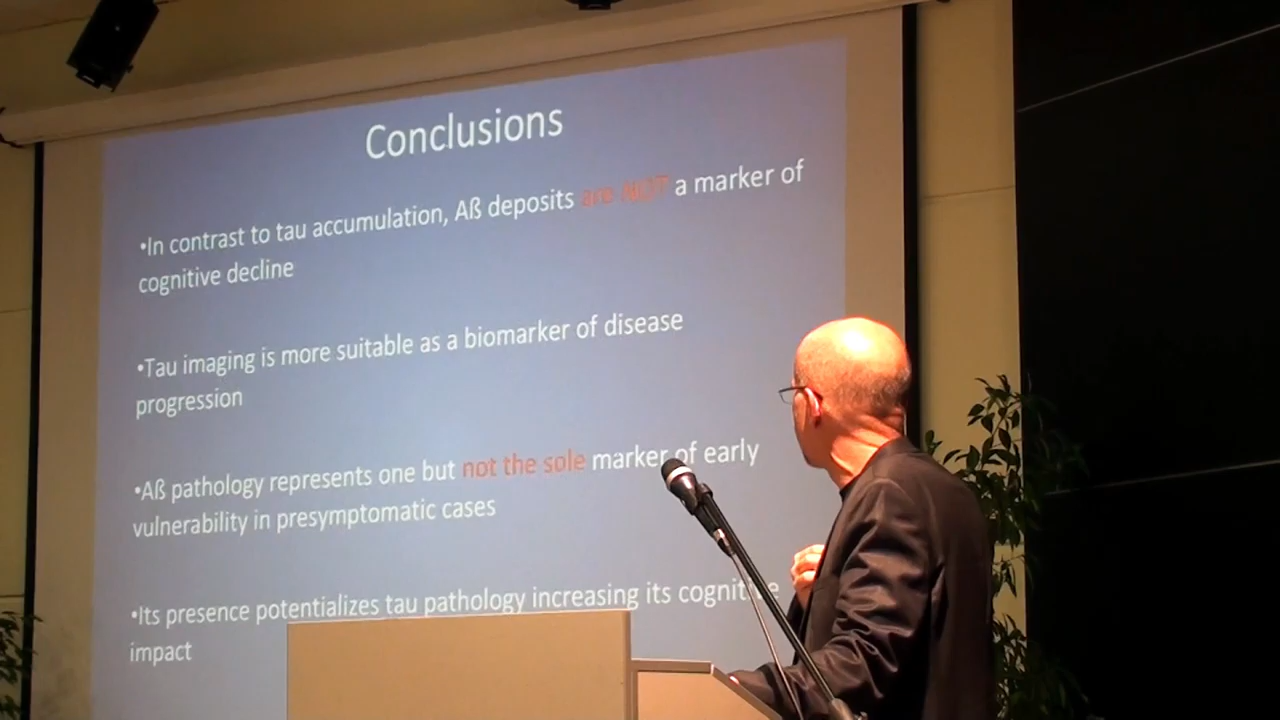 Conclusions
•In contrast to tau accumulation, Aß deposits are NOT a marker of
cognitive decline
•Tau imaging is more suitable as a biomarker of disease
progression
•Aß pathology represents one but not the sole marker of early
vulnerability in presymptomatic cases
•Its presence potentializes tau pathology increasing its cognitive
impact